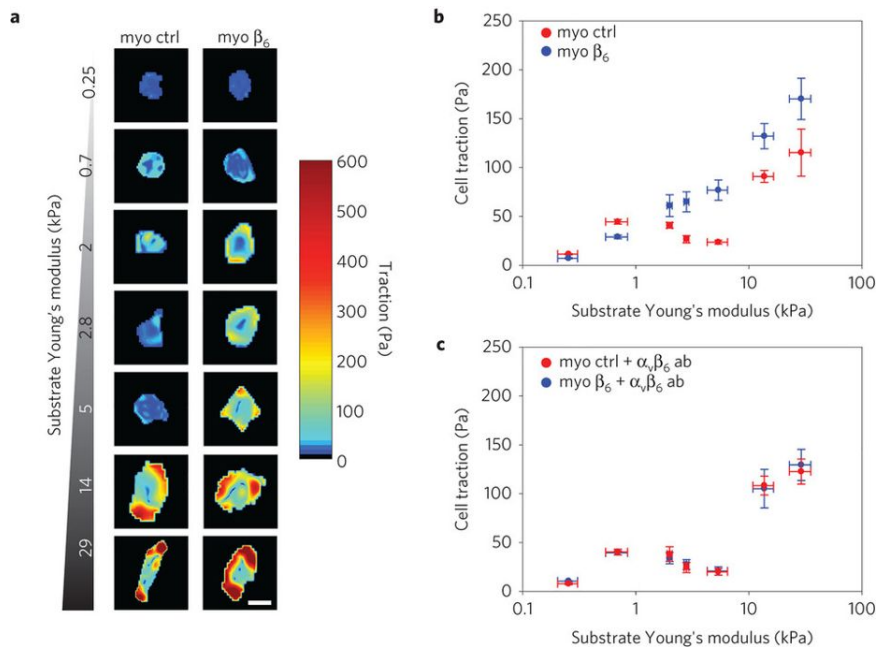 a
myo ctrl
myo β₆
Substrate Young's modulus (kPa)
0.25
0.7
2
2.8
5
14
29
600
500
400
300
200
100
0
Traction (Pa)
b
myo ctrl
myo β₆
Cell traction (Pa)
250
200
150
100
50
0
0.1
1
10
100
Substrate Young's modulus (kPa)
c
myo ctrl + αᵥβ₆ ab
myo β₆ + αᵥβ₆ ab
Cell traction (Pa)
250
200
150
100
50
0
0.1
1
10
100
Substrate Young's modulus (kPa)